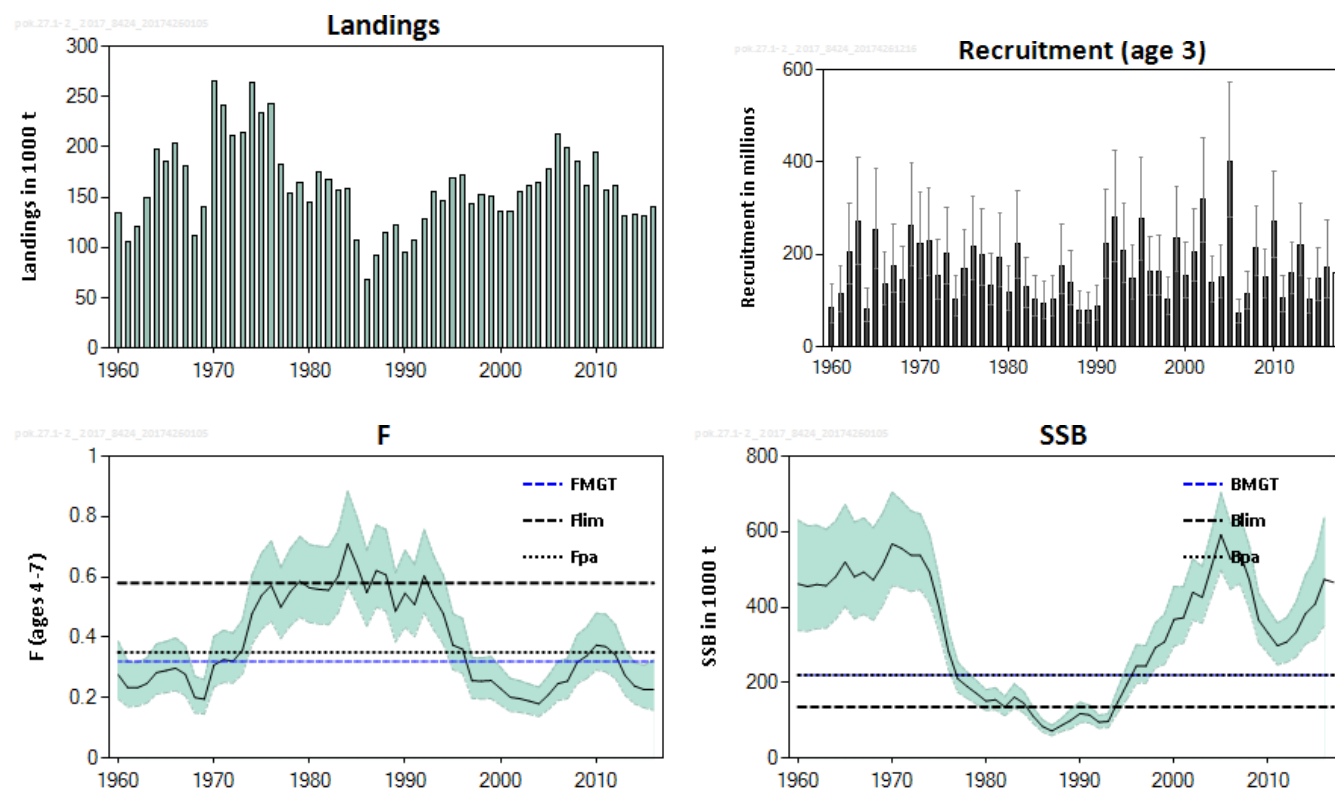 pok.27.1-2_2017_8424_20174260105
Landings
Landings in 1000 t
300
250
200
150
100
50
0
1960 1970 1980 1990 2000 2010
pok.27.1-2_2017_8424_20174261216
Recruitment (age 3)
Recruitment in millions
600
400
200
0
1960 1970 1980 1990 2000 2010
pok.27.1-2_2017_8424_20174260105
F
F (ages 4-7)
1
0.8
0.6
0.4
0.2
0
FMGT
Flim
Fpa
1960 1970 1980 1990 2000 2010
pok.27.1-2_2017_8424_20174260105
SSB
SSB in 1000 t
800
600
400
200
0
BMGT
Blim
Bpa
1960 1970 1980 1990 2000 2010